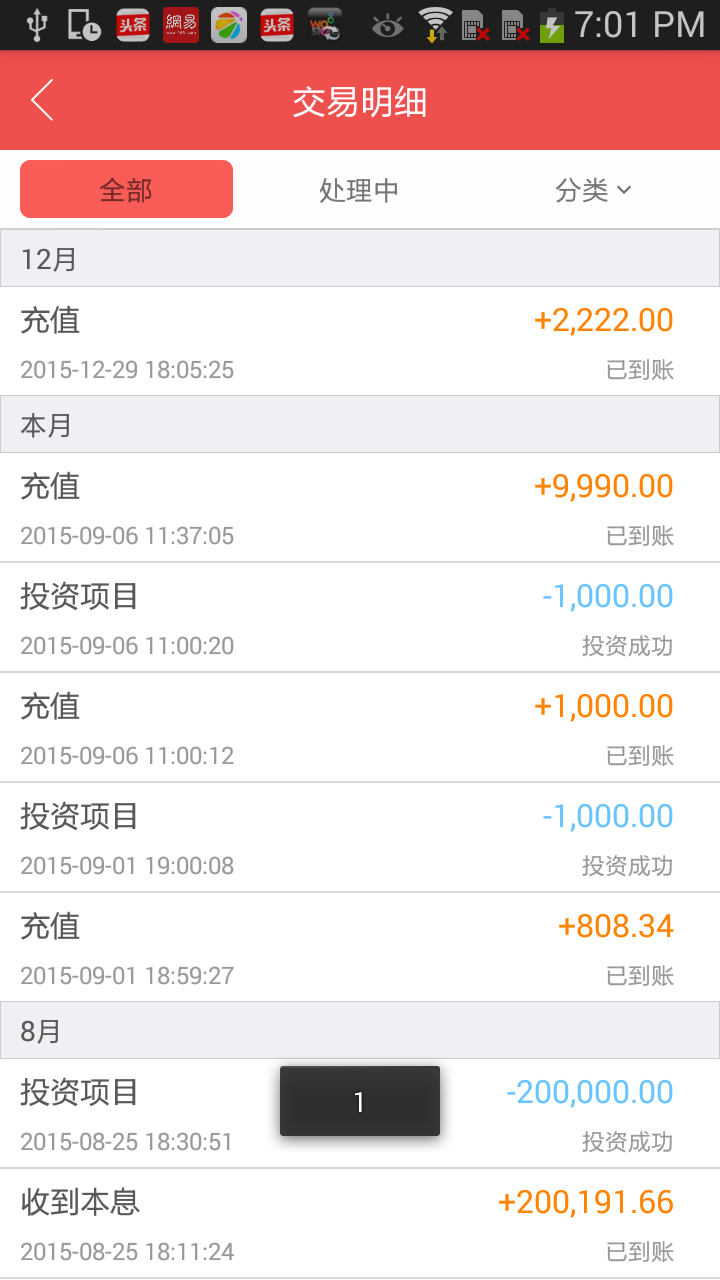 頭条 網易 頭条 7:01 PM
交易明细
全部 处理中 分类
12月
充值 +2,222.00
2015-12-29 18:05:25 已到账
本月
充值 +9,990.00
2015-09-06 11:37:05 已到账
投资项目 -1,000.00
2015-09-06 11:00:20 投资成功
充值 +1,000.00
2015-09-06 11:00:12 已到账
投资项目 -1,000.00
2015-09-01 19:00:08 投资成功
充值 +808.34
2015-09-01 18:59:27 已到账
8月
投资项目 1 -200,000.00
2015-08-25 18:30:51 投资成功
收到本息 +200,191.66
2015-08-25 18:11:24 已到账